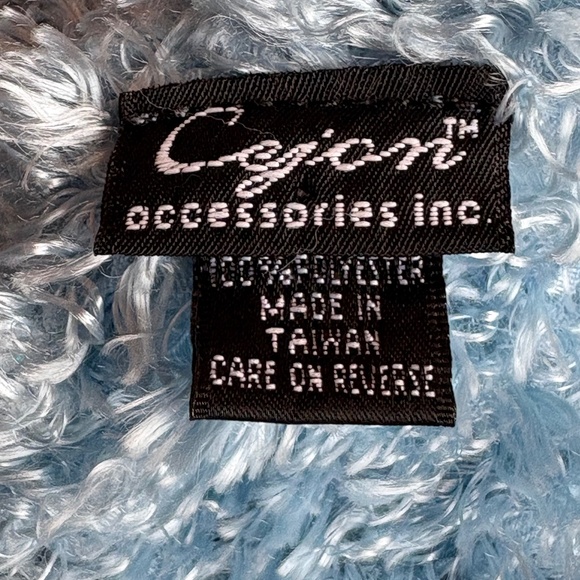 Cejon™
accessories inc.
100% POLYESTER
MADE IN
TAIWAN
CARE ON REVERSE